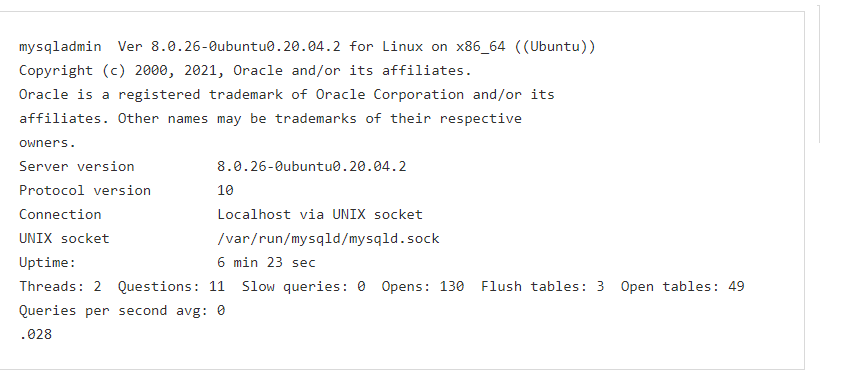 mysqladmin  Ver 8.0.26-0ubuntu0.20.04.2 for Linux on x86_64 ((Ubuntu))
Copyright (c) 2000, 2021, Oracle and/or its affiliates.
Oracle is a registered trademark of Oracle Corporation and/or its
affiliates. Other names may be trademarks of their respective
owners.
Server version          8.0.26-0ubuntu0.20.04.2
Protocol version        10
Connection              Localhost via UNIX socket
UNIX socket             /var/run/mysqld/mysqld.sock
Uptime:                 6 min 23 sec
Threads: 2  Questions: 11  Slow queries: 0  Opens: 130  Flush tables: 3  Open tables: 49
Queries per second avg: 0
.028